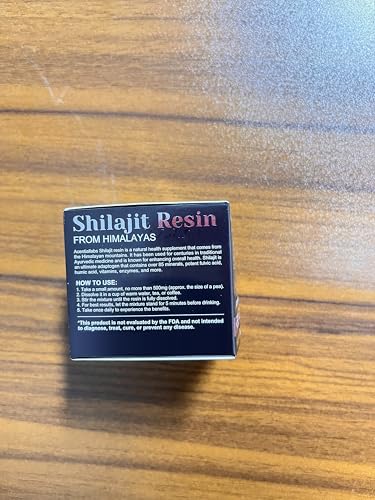 Shilajit Resin
FROM HIMALAYAS
Acentiallabs Shilajit resin is a natural health supplement that comes from
the Himalayan mountains. It has been used for centuries in traditional
Ayurvedic medicine and is known for enhancing overall health. Shilajit is
an ultimate adaptogen that contains over 85 minerals, potent fulvic acid,
humic acid, vitamins, enzymes, and more.
HOW TO USE:
1. Take a small amount, no more than 500mg (approx. the size of a pea).
2. Dissolve it in a cup of warm water, tea, or coffee.
3. Stir the mixture until the resin is fully dissolved.
4. For best results, let the mixture stand for 5 minutes before drinking.
5. Take once daily to experience the benefits.
*This product is not evaluated by the FDA and not intended
to diagnose, treat, cure, or prevent any disease.